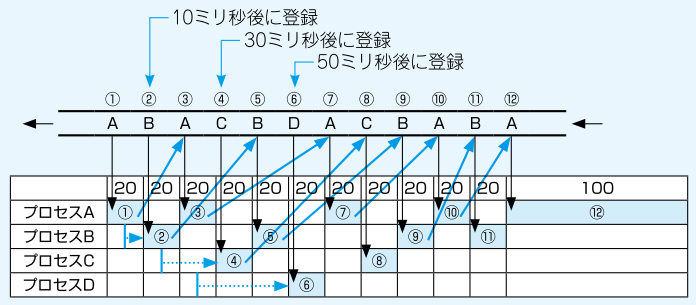 10ミリ秒後に登録
30ミリ秒後に登録
50ミリ秒後に登録
① ② ③ ④ ⑤ ⑥ ⑦ ⑧ ⑨ ⑩ ⑪ ⑫
A B A C B D A C B A B A
20 20 20 20 20 20 20 20 20 20 20 100
プロセスA ① ③ ⑦ ⑩ ⑫
プロセスB ② ⑤ ⑨ ⑪
プロセスC ④ ⑧
プロセスD ⑥